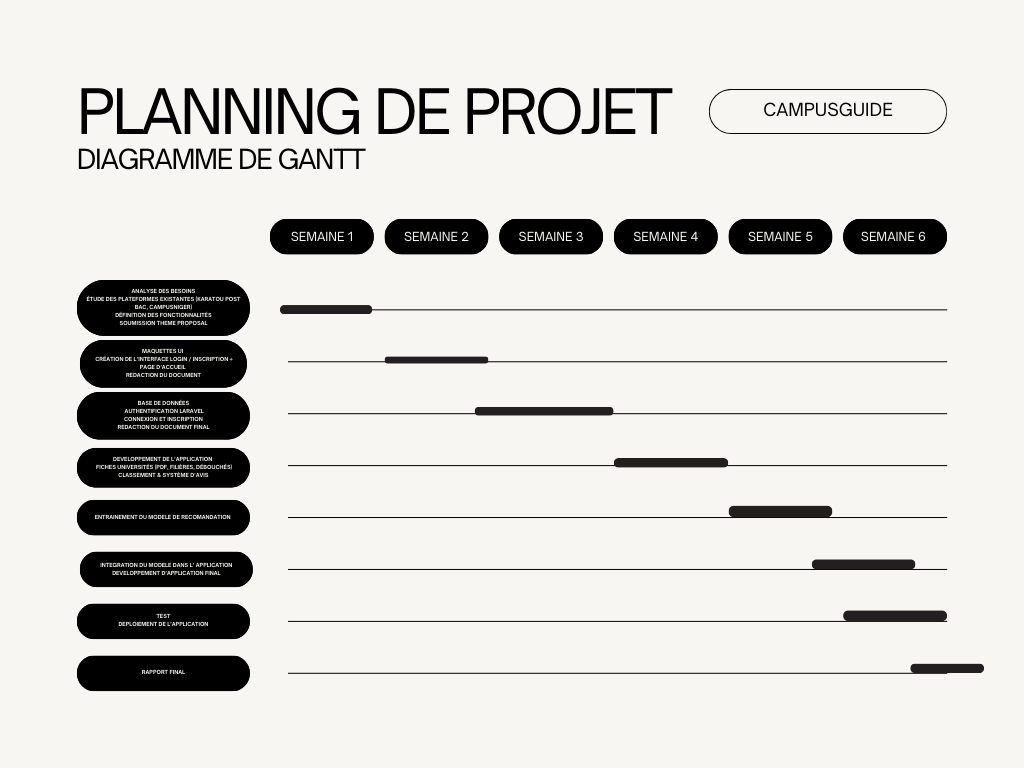 PLANNING DE PROJET
CAMPUSGUIDE
DIAGRAMME DE GANTT
SEMAINE 1
SEMAINE 2
SEMAINE 3
SEMAINE 4
SEMAINE 5
SEMAINE 6
ANALYSE DES BESOINS
ÉTUDE DES PLATEFORMES EXISTANTES (KARATOU POST
BAC, CAMPUSNIGER)
DÉFINITION DES FONCTIONNALITÉS
SOUMISSION THEME PROPOSAL
MAQUETTES UI
CRÉATION DE L'INTERFACE LOGIN / INSCRIPTION +
PAGE D'ACCUEIL
REDACTION DU DOCUMENT
BASE DE DONNÉES
AUTHENTIFICATION LARAVEL
CONNEXION ET INSCRIPTION
REDACTION DU DOCUMENT FINAL
DEVELOPPEMENT DE L'APPLICATION
FICHES UNIVERSITÉS (PDF, FILIÈRES, DÉBOUCHÉS)
CLASSEMENT & SYSTÈME D'AVIS
ENTRAINEMENT DU MODELE DE RECOMANDATION
INTEGRATION DU MODELE DANS L' APPLICATION
DEVELOPPEMENT D'APPLICATION FINAL
TEST
DEPLOIEMENT DE L'APPLICATION
RAPPORT FINAL